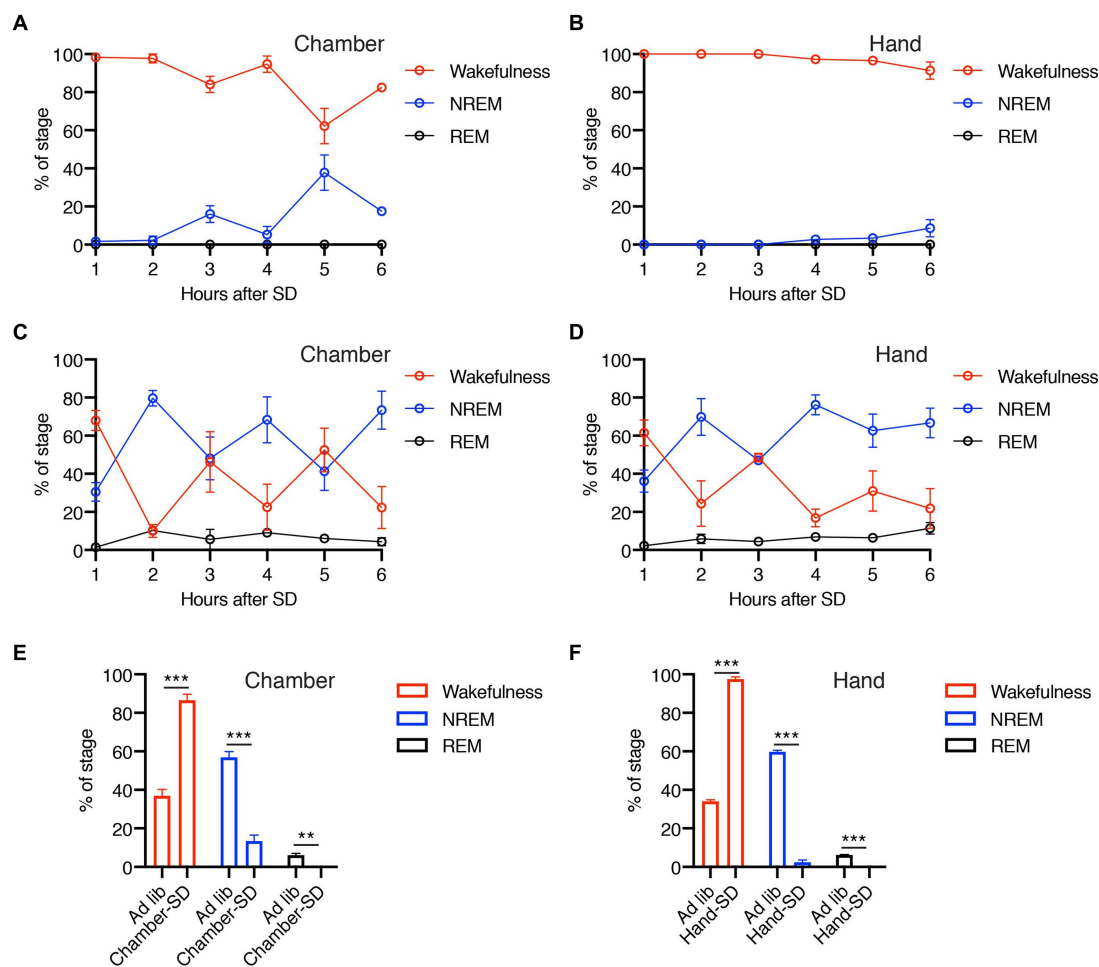 A
Chamber
% of stage
100
80
60
40
20
0
1 2 3 4 5 6
Hours after SD
Wakefulness
NREM
REM
B
Hand
% of stage
100
80
60
40
20
0
1 2 3 4 5 6
Hours after SD
Wakefulness
NREM
REM
C
Chamber
% of stage
100
80
60
40
20
0
1 2 3 4 5 6
Hours after SD
Wakefulness
NREM
REM
D
Hand
% of stage
100
80
60
40
20
0
1 2 3 4 5 6
Hours after SD
Wakefulness
NREM
REM
E
Chamber
% of stage
100
80
60
40
20
0
***
***
**
Ad lib
Chamber-SD
Ad lib
Chamber-SD
Ad lib
Chamber-SD
Wakefulness
NREM
REM
F
Hand
% of stage
100
80
60
40
20
0
***
***
***
Ad lib
Hand-SD
Ad lib
Hand-SD
Ad lib
Hand-SD
Wakefulness
NREM
REM